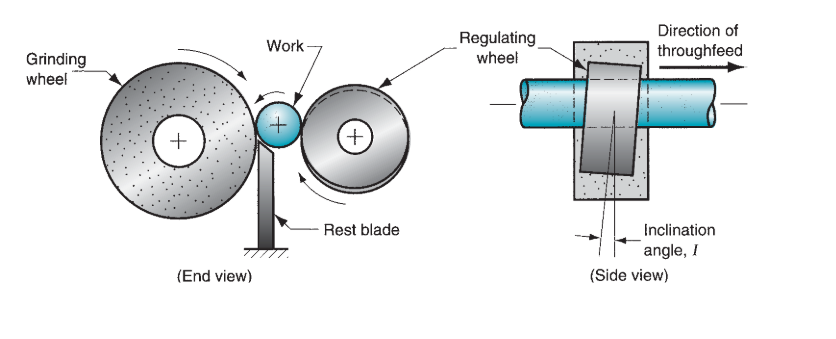 Grinding
wheel
Work
Regulating
wheel
Rest blade
(End view)
Direction of
throughfeed
Inclination
angle, I
(Side view)